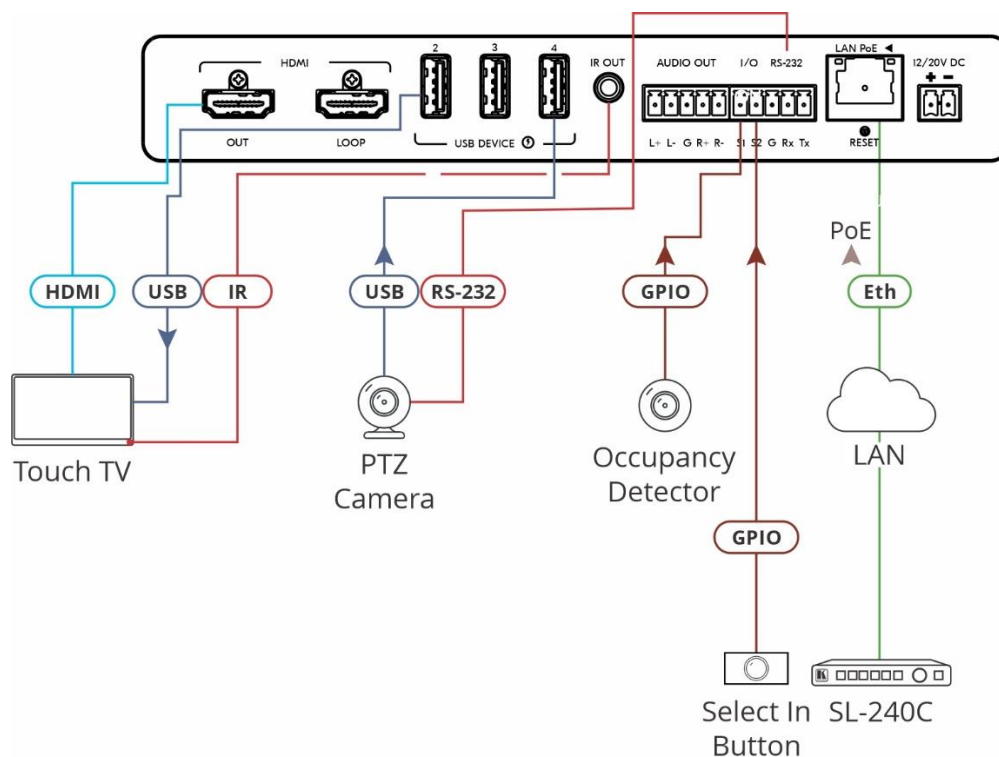 HDMI
OUT
LOOP
2
3
4
USB DEVICE
IR OUT
AUDIO OUT
I/O
RS-232
L+ L- G R+ R- S1 S2 G Rx Tx
LAN PoE
RESET
12/20V DC
+ −
PoE
HDMI
USB
IR
USB
RS-232
GPIO
Eth
Touch TV
PTZ
Camera
Occupancy
Detector
LAN
GPIO
Select In
Button
K
SL-240C